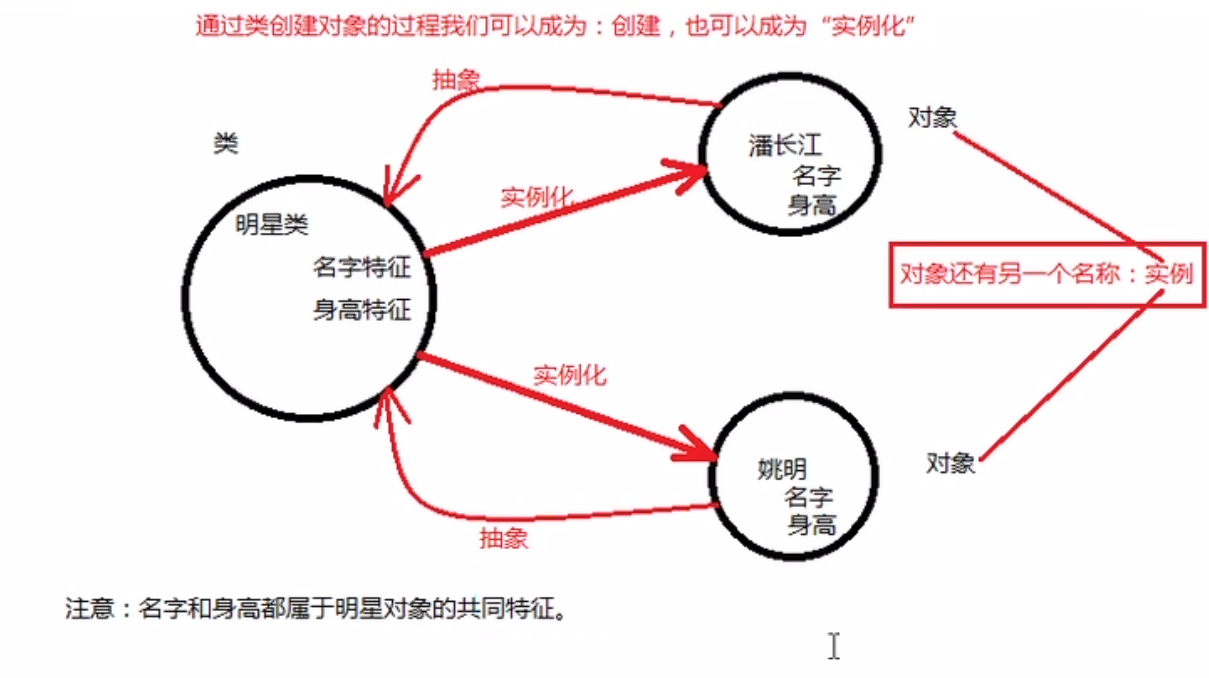 通过类创建对象的过程我们可以成为：创建，也可以成为“实例化”
抽象
类
明星类
名字特征
身高特征
实例化
潘长江
名字
身高
对象
对象还有另一个名称：实例
实例化
姚明
名字
身高
对象
抽象
注意：名字和身高都属于明星对象的共同特征。